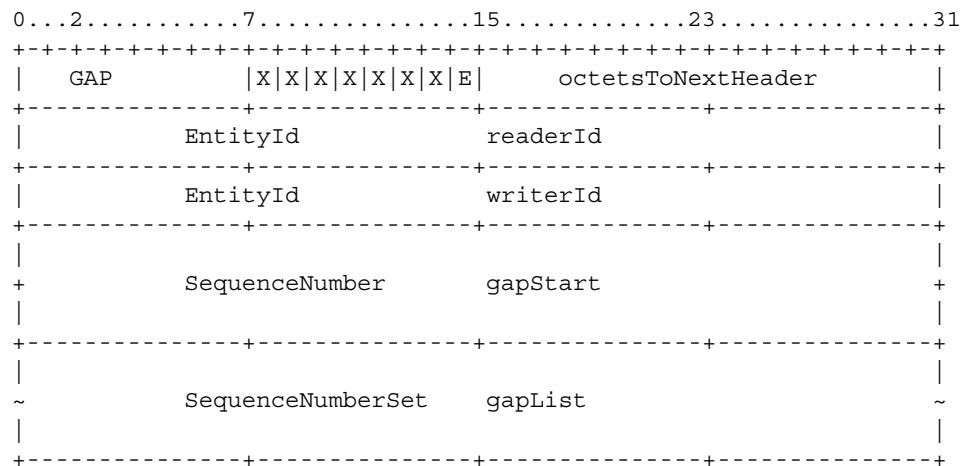 0...2...........7...............15.............23...............31
+-+-+-+-+-+-+-+-+-+-+-+-+-+-+-+-+-+-+-+-+-+-+-+-+-+-+-+-+-+-+-+-+
|   GAP         |X|X|X|X|X|X|X|E|     octetsToNextHeader        |
+---------------+---------------+---------------+---------------+
|           EntityId             readerId                       |
+---------------+---------------+---------------+---------------+
|           EntityId             writerId                       |
+---------------+---------------+---------------+---------------+
|                                                               |
+           SequenceNumber       gapStart                       +
|                                                               |
+---------------+---------------+---------------+---------------+
|                                                               |
~           SequenceNumberSet    gapList                        ~
|                                                               |
+---------------+---------------+---------------+---------------+